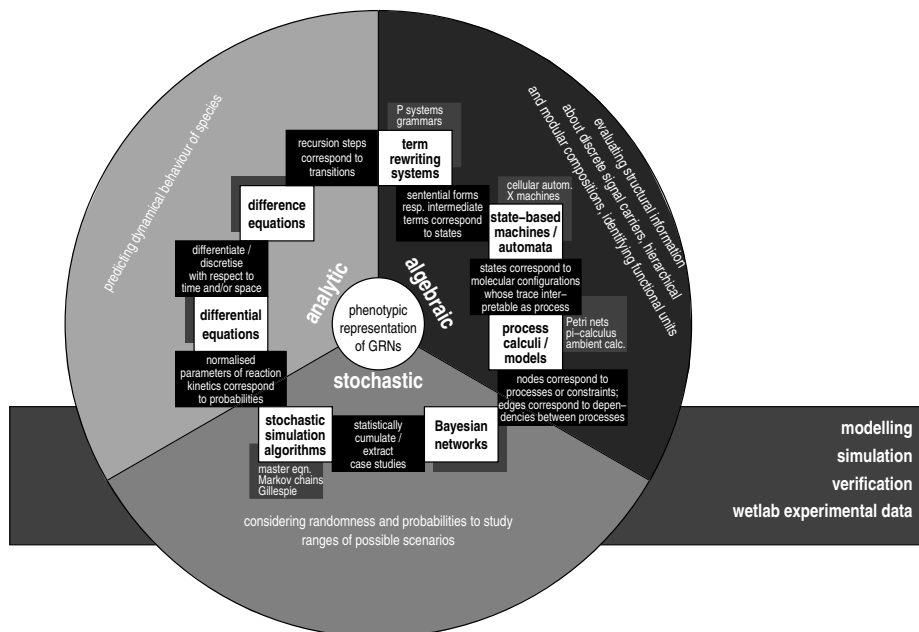 predicting dynamical behaviour of species
evaluating structural information
about discrete signal carriers, hierarchical
and modular compositions, identifying functional units
P systems
grammars
recursion steps
correspond to
transitions
term
rewriting
systems
difference
equations
sentential forms
resp. intermediate
terms correspond
to states
cellular autom.
X machines
state−based
machines /
automata
differentiate /
discretise
with respect to
time and/or space
analytic
algebraic
states correspond to
molecular configurations
whose trace inter−
pretable as process
differential
equations
phenotypic
representation
of GRNs
process
calculi /
models
Petri nets
pi−calculus
ambient calc.
normalised
parameters of reaction
kinetics correspond
to probabilities
stochastic
nodes correspond to
processes or constraints;
edges correspond to depen−
dencies between processes
stochastic
simulation
algorithms
statistically
cumulate /
extract
case studies
Bayesian
networks
master eqn.
Markov chains
Gillespie
modelling
simulation
verification
wetlab experimental data
considering randomness and probabilities to study
ranges of possible scenarios